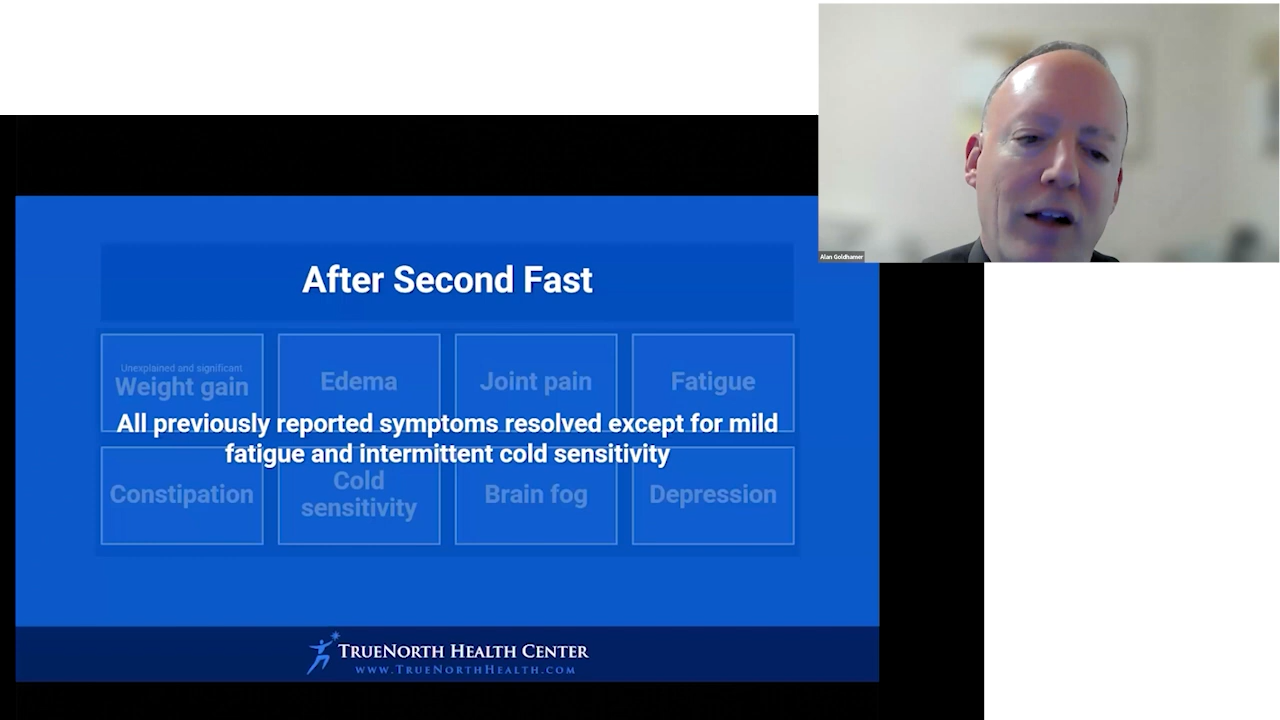 Alan Goldhamer
After Second Fast
Unexplained and significant
Weight gain
Edema
Joint pain
Fatigue
All previously reported symptoms resolved except for mild
fatigue and intermittent cold sensitivity
Constipation
Cold
sensitivity
Brain fog
Depression
TRUENORTH HEALTH CENTER
WWW.TRUENORTHHEALTH.COM